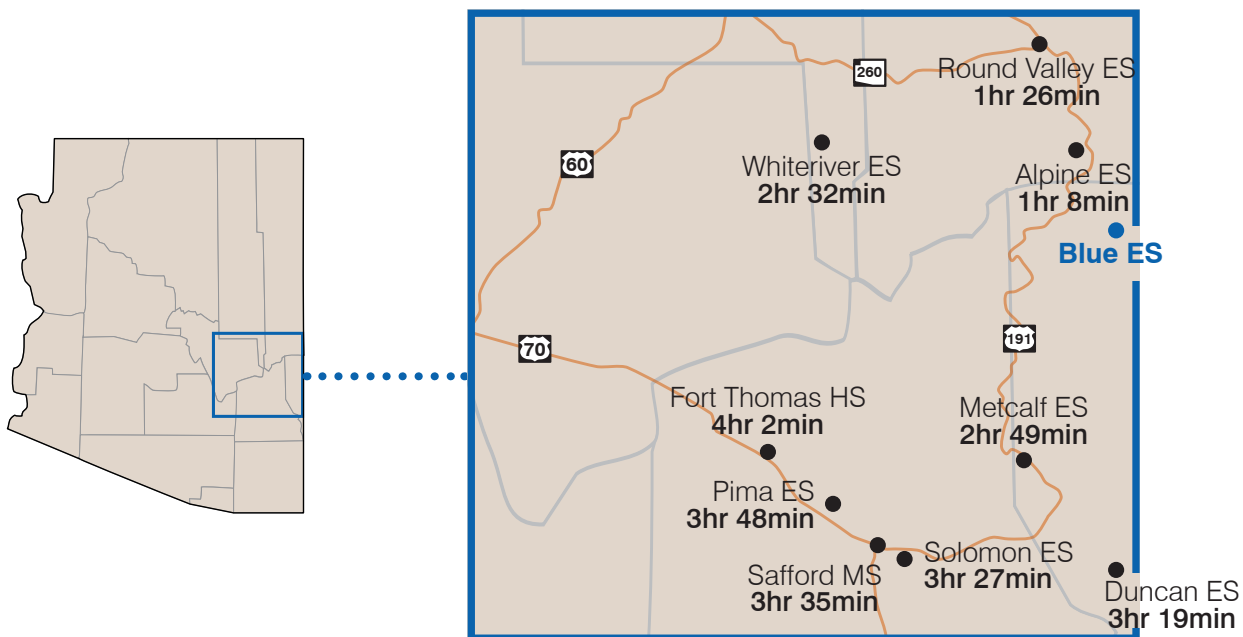 Round Valley ES
1hr 26min
260
60
Whiteriver ES
2hr 32min
Alpine ES
1hr 8min
Blue ES
191
70
Fort Thomas HS
4hr 2min
Metcalf ES
2hr 49min
Pima ES
3hr 48min
Solomon ES
3hr 27min
Safford MS
3hr 35min
Duncan ES
3hr 19min